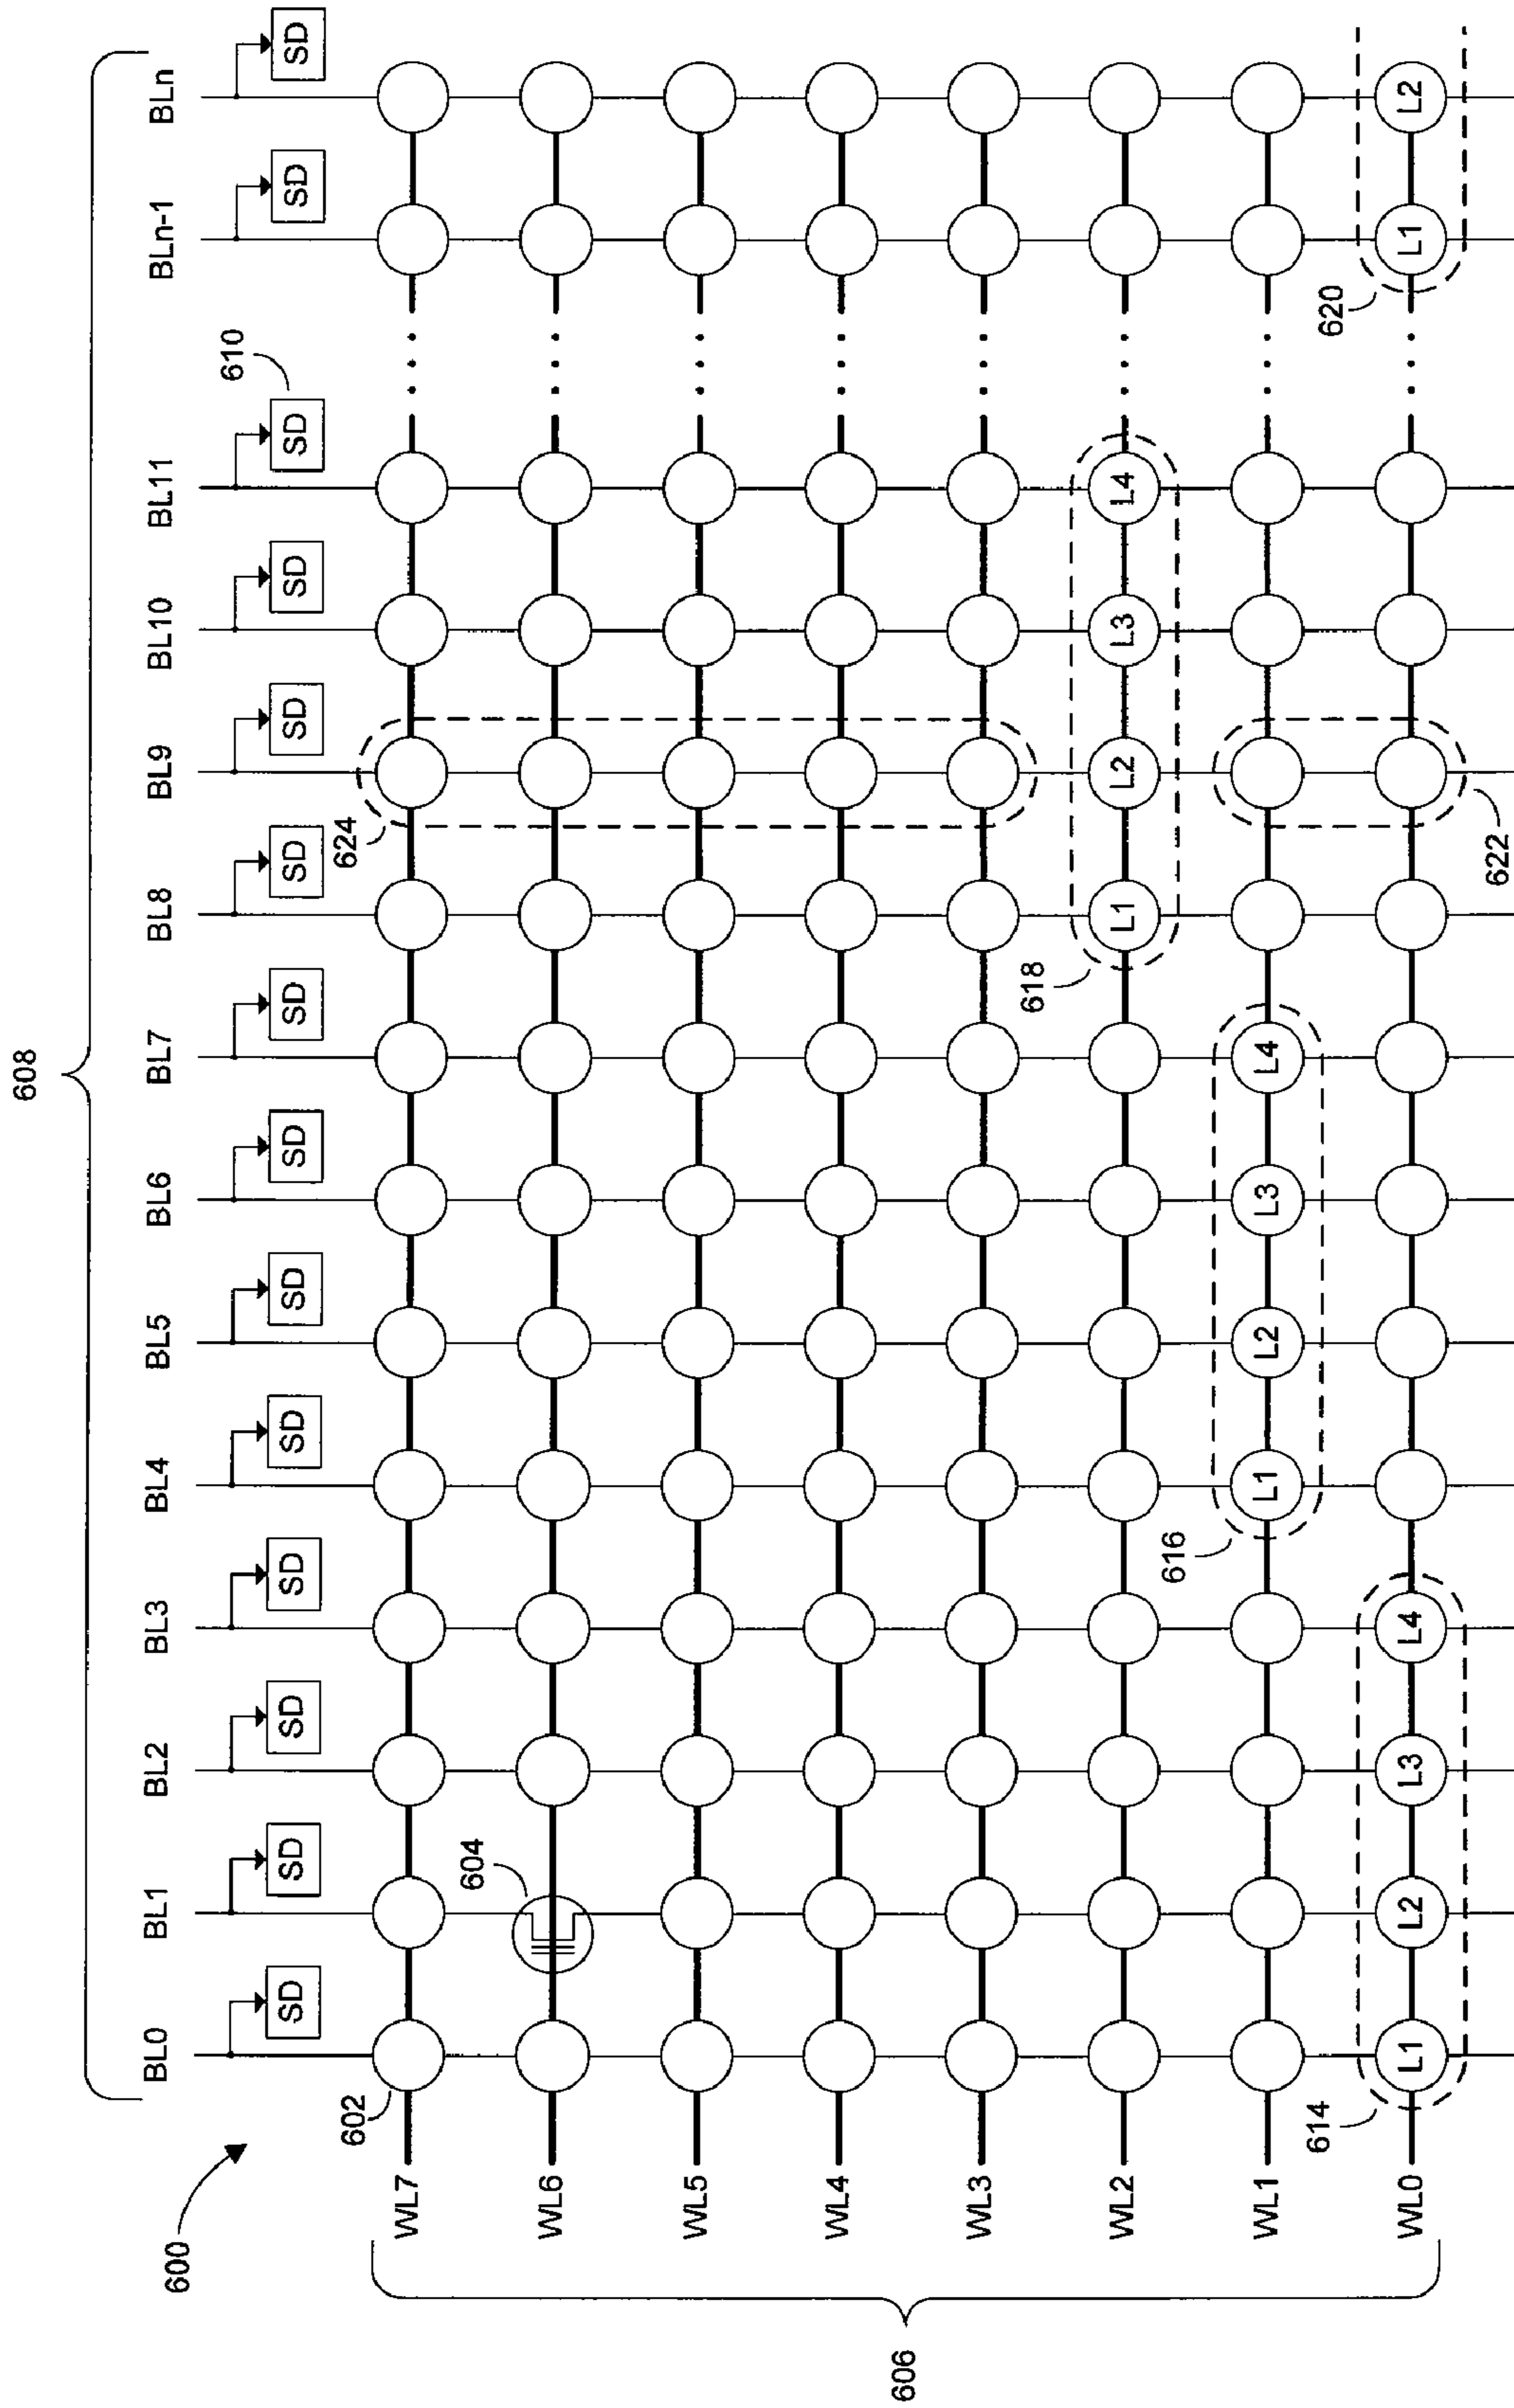 608
BL0 BL1 BL2 BL3 BL4 BL5 BL6 BL7 BL8 BL9 BL10 BL11 BLn-1 BLn
SD SD SD SD SD SD SD SD SD SD SD SD SD SD
610
600
602
624
WL7
604
WL6
WL5
WL4
606
WL3
618
WL2 L1 L2 L3 L4
616
WL1 L1 L2 L3 L4
614
620
WL0 L1 L2 L3 L4 L1 L2
622